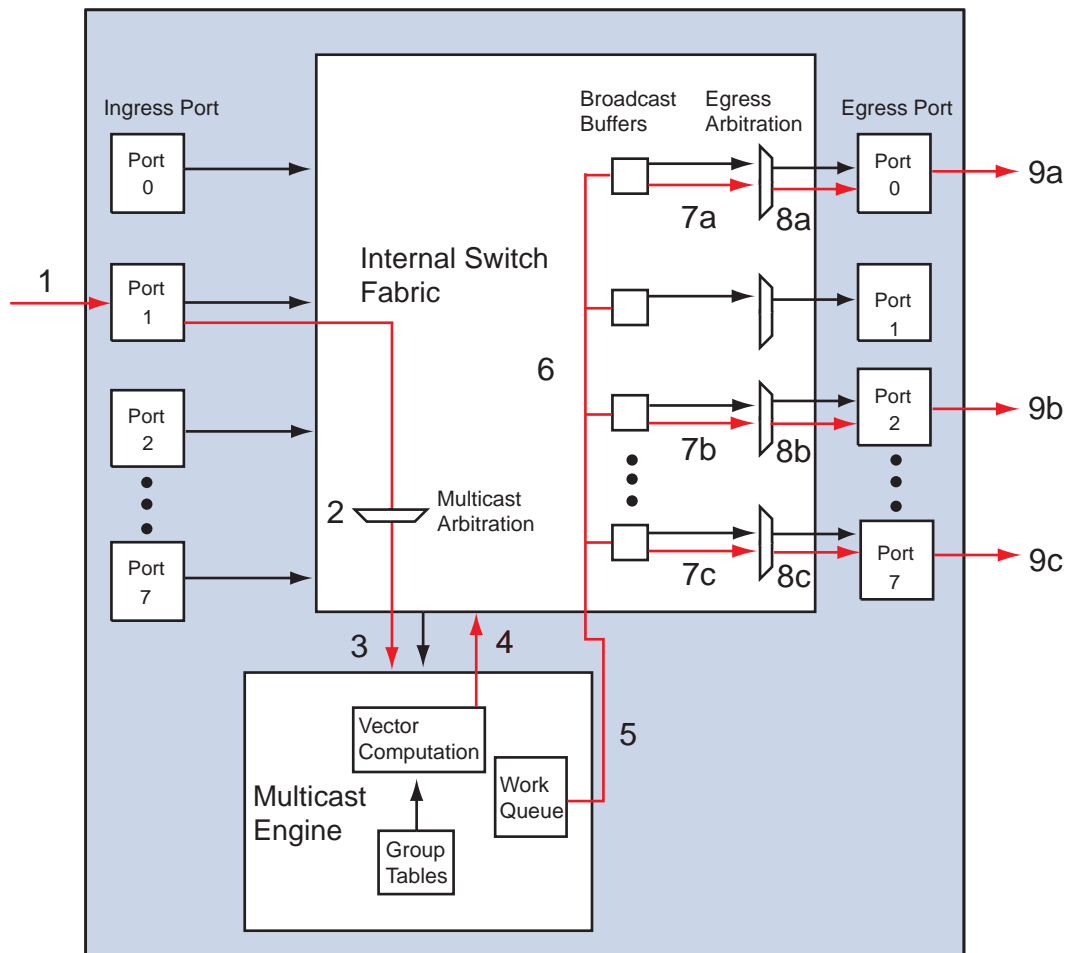 Ingress Port
Port
0
1
Port
1
Port
2
Port
7
Internal Switch
Fabric
2
Multicast
Arbitration
3
4
Broadcast
Buffers
Egress
Arbitration
Egress Port
7a
8a
Port
0
9a
Port
1
6
7b
8b
Port
2
9b
7c
8c
Port
7
9c
Multicast
Engine
Vector
Computation
Work
Queue
Group
Tables
5